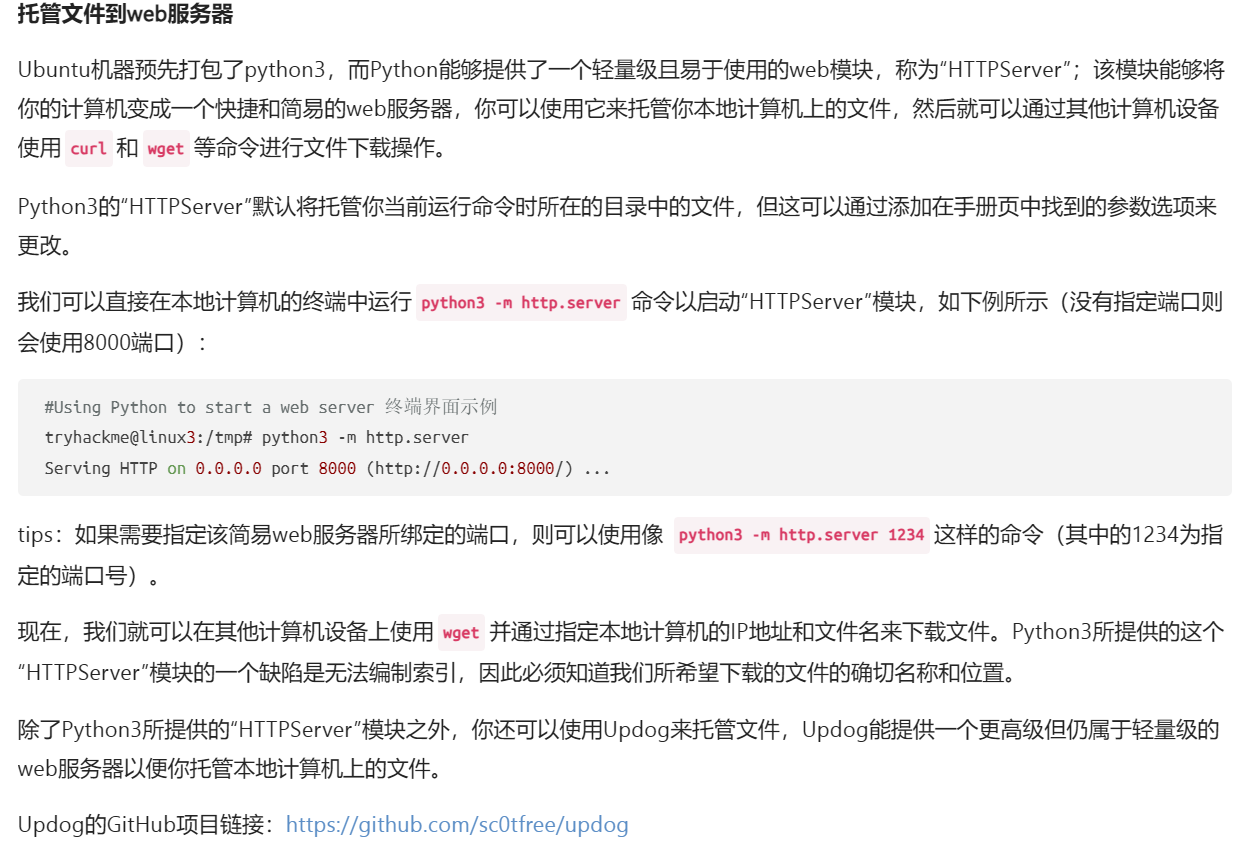 托管文件到web服务器
Ubuntu机器预先打包了python3，而Python能够提供了一个轻量级且易于使用的web模块，称为“HTTPServer”；该模块能够将
你的计算机变成一个快捷和简易的web服务器，你可以使用它来托管你本地计算机上的文件，然后就可以通过其他计算机设备
使用 curl 和 wget 等命令进行文件下载操作。
Python3的“HTTPServer”默认将托管你当前运行命令时所在的目录中的文件，但这可以通过添加在手册页中找到的参数选项来
更改。
我们可以直接在本地计算机的终端中运行 python3 -m http.server 命令以启动“HTTPServer”模块，如下例所示（没有指定端口则
会使用8000端口）：
#Using Python to start a web server 终端界面示例
tryhackme@linux3:/tmp# python3 -m http.server
Serving HTTP on 0.0.0.0 port 8000 (http://0.0.0.0:8000/) ...
tips：如果需要指定该简易web服务器所绑定的端口，则可以使用像 python3 -m http.server 1234 这样的命令（其中的1234为指
定的端口号）。
现在，我们就可以在其他计算机设备上使用 wget 并通过指定本地计算机的IP地址和文件名来下载文件。Python3所提供的这个
“HTTPServer”模块的一个缺陷是无法编制索引，因此必须知道我们所希望下载的文件的确切名称和位置。
除了Python3所提供的“HTTPServer”模块之外，你还可以使用Updog来托管文件，Updog能提供一个更高级但仍属于轻量级的
web服务器以便你托管本地计算机上的文件。
Updog的GitHub项目链接：https://github.com/sc0tfree/updog